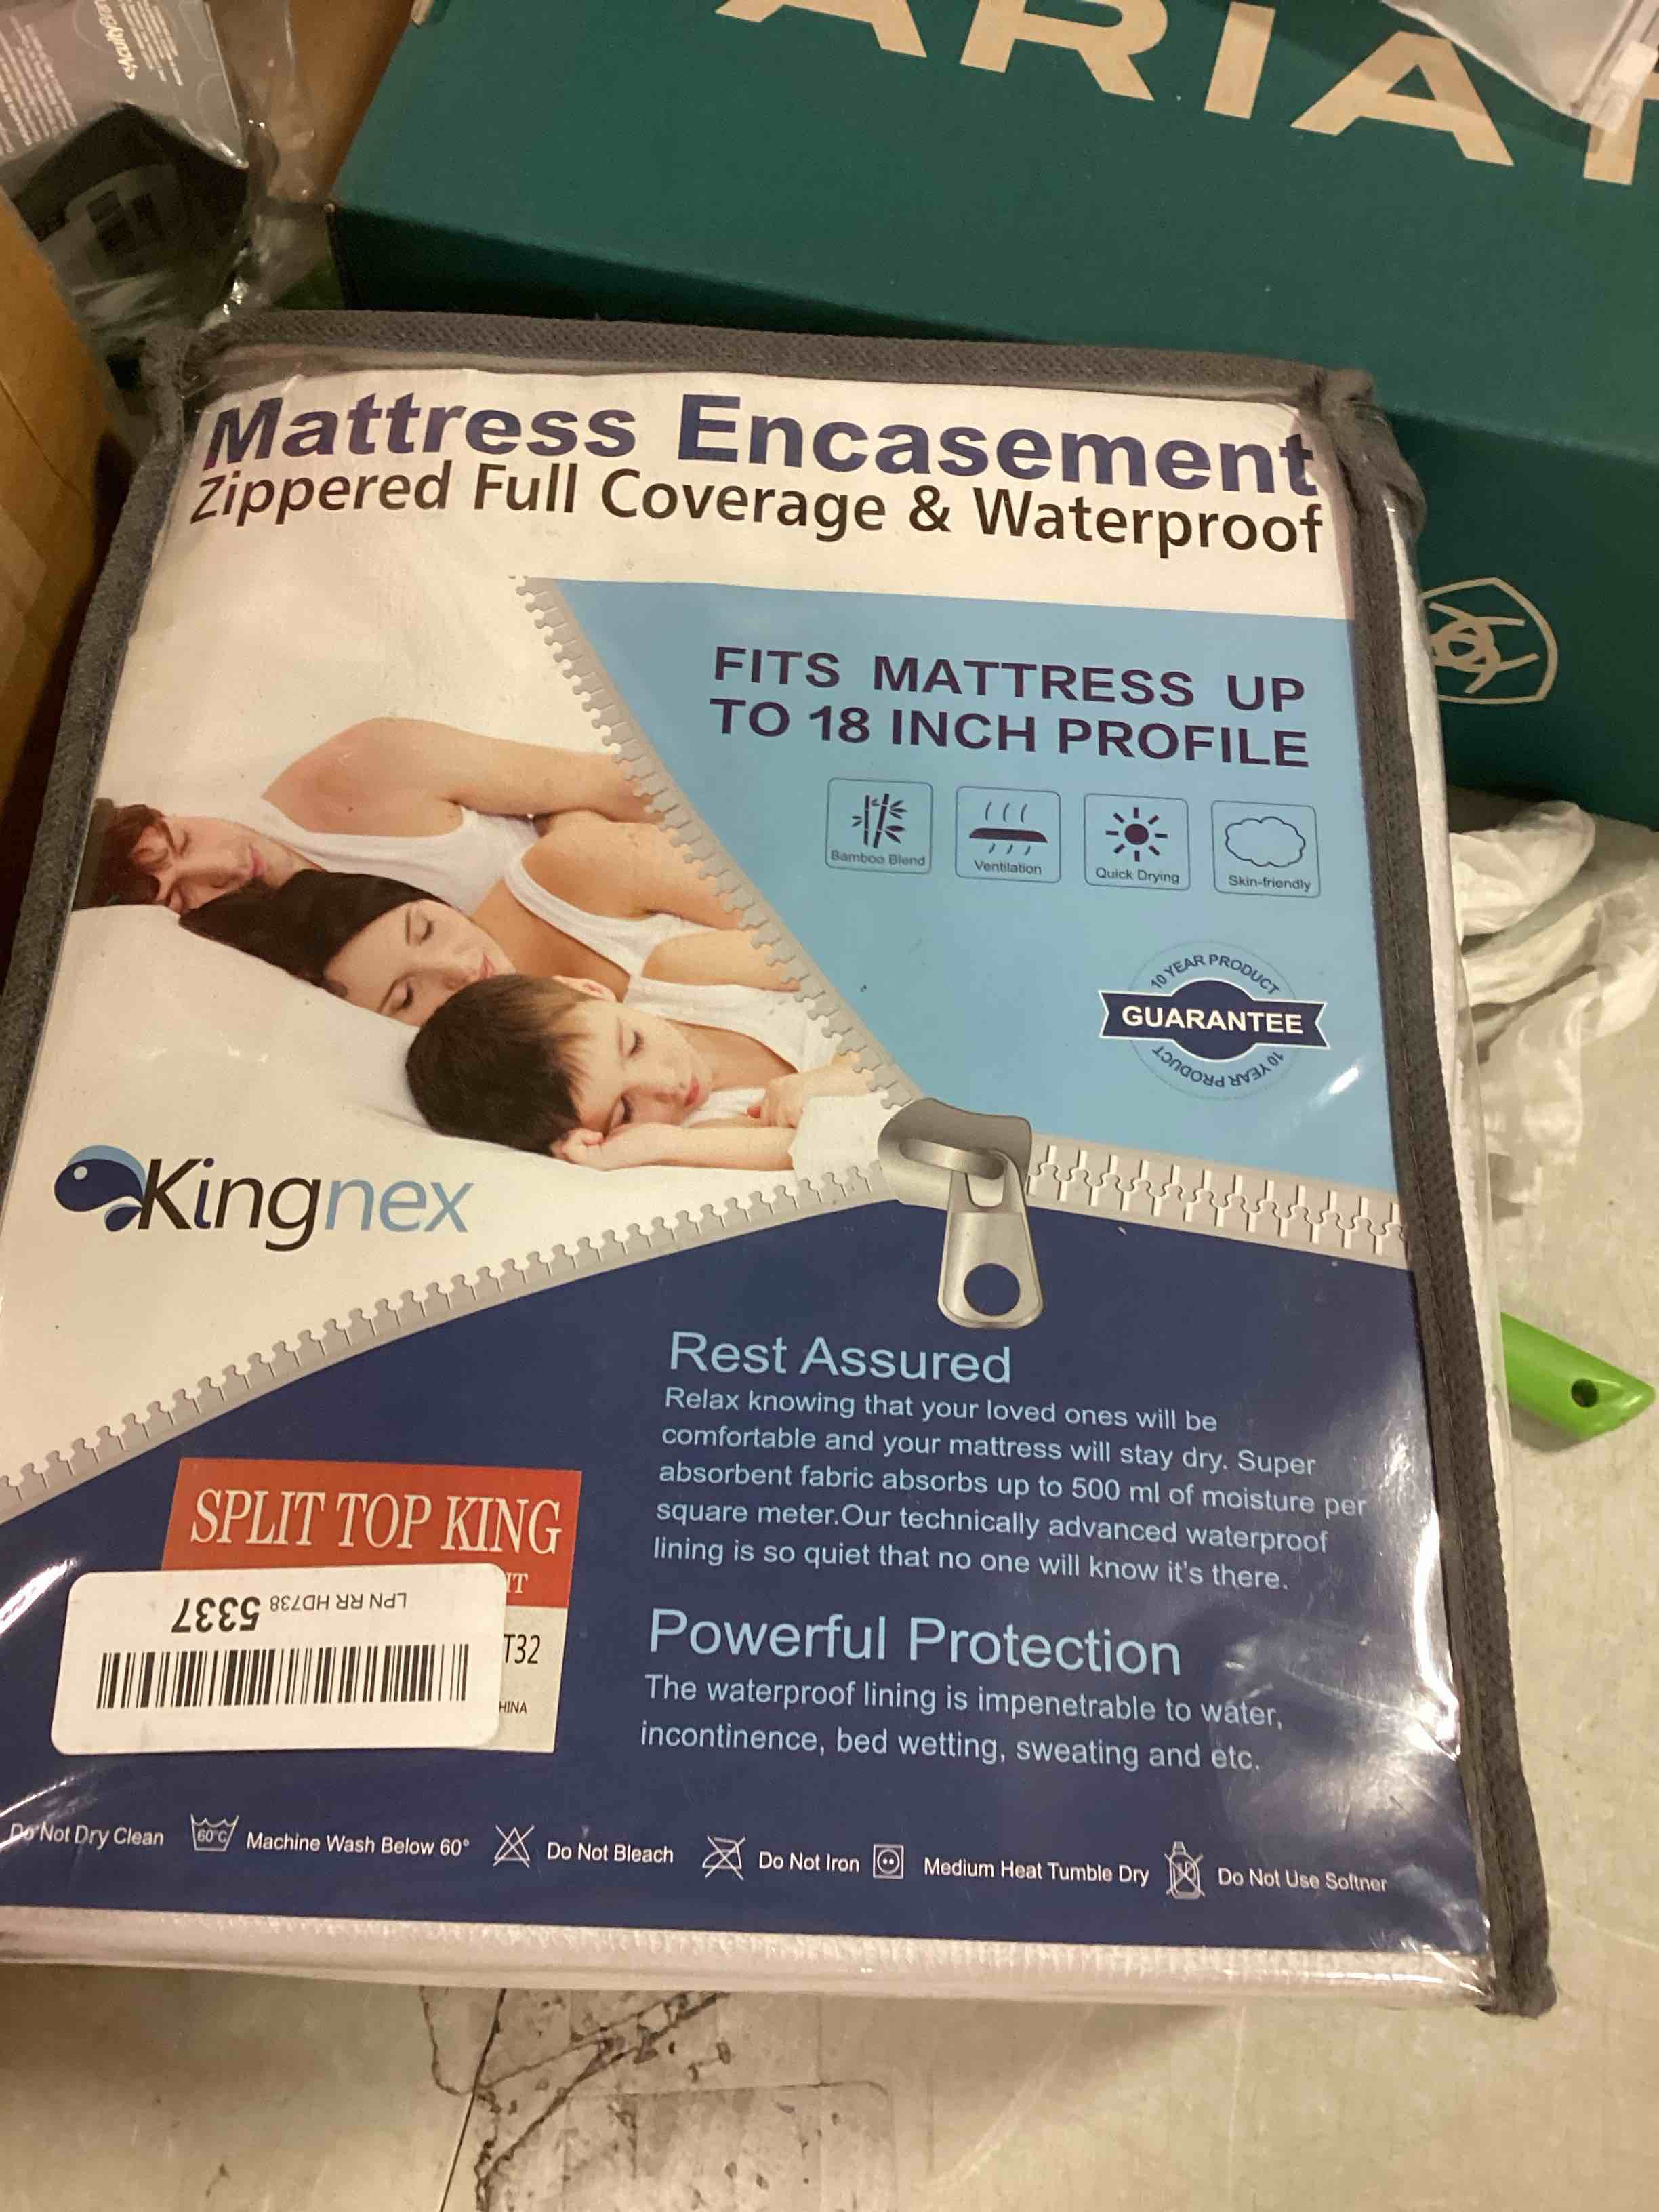 ARIAT
Mattress Encasement
Zippered Full Coverage & Waterproof
FITS MATTRESS UP
TO 18 INCH PROFILE
Bamboo Blend
Ventilation
Quick Drying
Skin-friendly
10 YEAR PRODUCT
GUARANTEE
10 YEAR PRODUCT
Kingnex
Rest Assured
Relax knowing that your loved ones will be
comfortable and your mattress will stay dry. Super
absorbent fabric absorbs up to 500 ml of moisture per
square meter.Our technically advanced waterproof
lining is so quiet that no one will know it's there.
SPLIT TOP KING
IT
LPN RR HD738 5337
T32
HINA
Powerful Protection
The waterproof lining is impenetrable to water,
incontinence, bed wetting, sweating and etc.
Do Not Dry Clean
60°C
Machine Wash Below 60°
Do Not Bleach
Do Not Iron
Medium Heat Tumble Dry
Do Not Use Softner